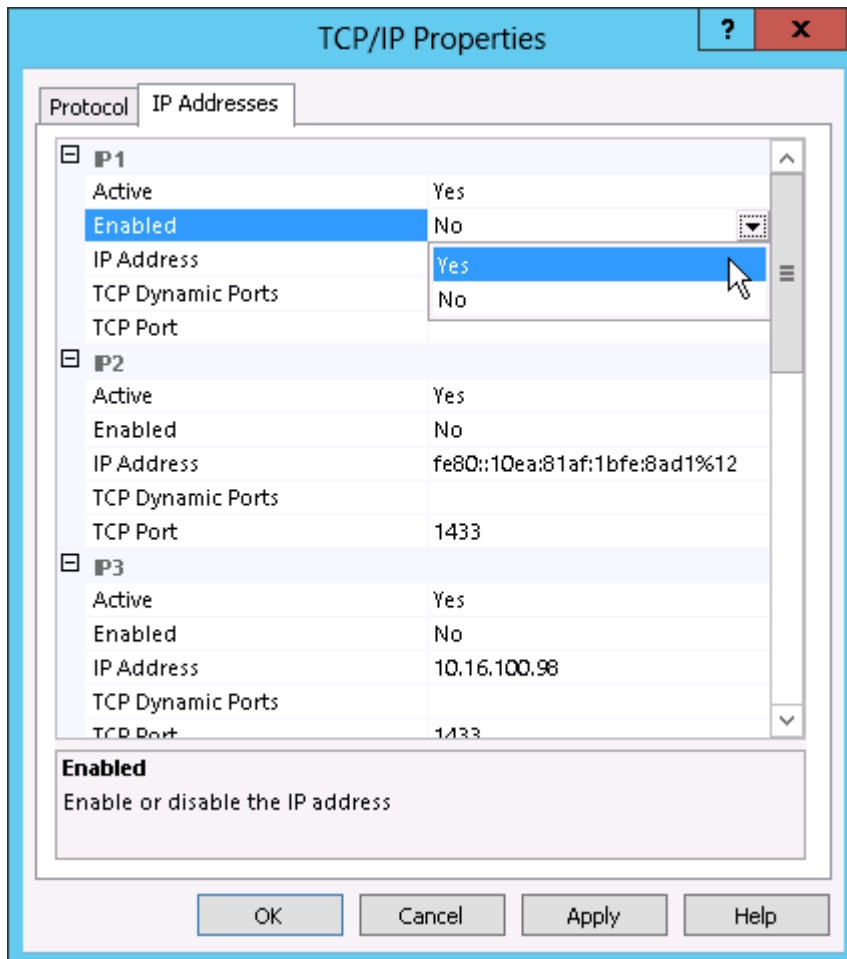 TCP/IP Properties ? x
Protocol IP Addresses
IP1
Active Yes
Enabled No
IP Address Yes
TCP Dynamic Ports No
TCP Port
IP2
Active Yes
Enabled No
IP Address fe80::10ea:81af:1bfe:8ad1%12
TCP Dynamic Ports
TCP Port 1433
IP3
Active Yes
Enabled No
IP Address 10.16.100.98
TCP Dynamic Ports
TCP Port 1433
Enabled
Enable or disable the IP address
OK Cancel Apply Help